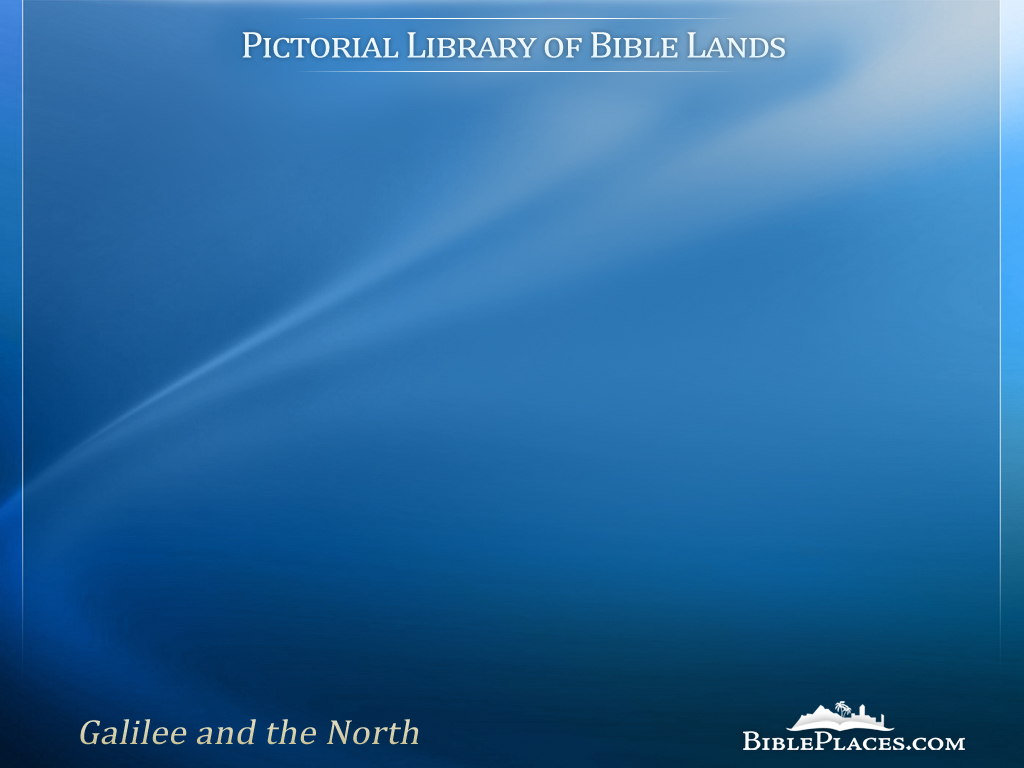 Pictorial Library of Bible Lands
Galilee and the North
BiblePlaces.com